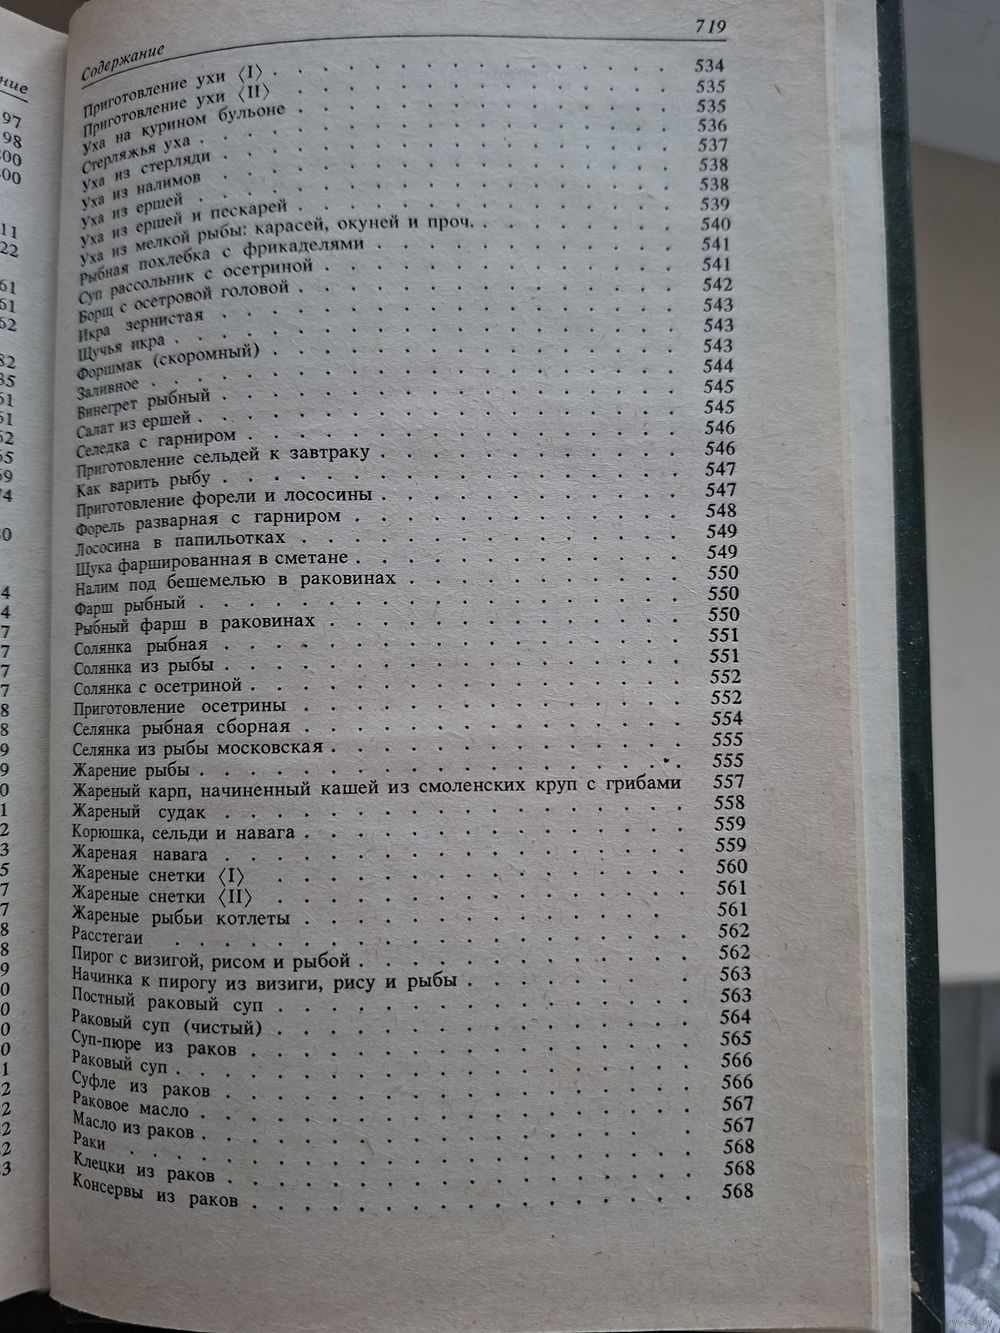 Содержание 719
Приготовление ухи ⟨I⟩ . . . . . 534
Приготовление ухи ⟨II⟩ . . . . . 535
Уха на курином бульоне . . . . . 535
Стерляжья уха . . . . . 536
Уха из стерляди . . . . . 537
Уха из налимов . . . . . 538
Уха из ершей . . . . . 538
Уха из ершей и пескарей . . . . . 539
Уха из мелкой рыбы: карасей, окуней и проч. . . . . . 540
Рыбная похлебка с фрикаделями . . . . . 541
Суп рассольник с осетриной . . . . . 541
Борщ с осетровой головой . . . . . 542
Икра зернистая . . . . . 543
Щучья икра . . . . . 543
Форшмак (скоромный) . . . . . 543
Заливное . . . . . 544
Винегрет рыбный . . . . . 545
Салат из ершей . . . . . 545
Селедка с гарниром . . . . . 546
Приготовление сельдей к завтраку . . . . . 546
Как варить рыбу . . . . . 547
Приготовление форели и лососины . . . . . 547
Форель разварная с гарниром . . . . . 548
Лососина в папильотках . . . . . 549
Щука фаршированная в сметане . . . . . 549
Налим под бешемелью в раковинах . . . . . 550
Фарш рыбный . . . . . 550
Рыбный фарш в раковинах . . . . . 550
Солянка рыбная . . . . . 551
Солянка из рыбы . . . . . 551
Солянка с осетриной . . . . . 552
Приготовление осетрины . . . . . 552
Селянка рыбная сборная . . . . . 554
Селянка из рыбы московская . . . . . 555
Жарение рыбы . . . . . 555
Жареный карп, начиненный кашей из смоленских круп с грибами 557
Жареный судак . . . . . 558
Корюшка, сельди и навага . . . . . 559
Жареная навага . . . . . 559
Жареные снетки ⟨I⟩ . . . . . 560
Жареные снетки ⟨II⟩ . . . . . 561
Жареные рыбьи котлеты . . . . . 561
Расстегаи . . . . . 562
Пирог с визигой, рисом и рыбой . . . . . 562
Начинка к пирогу из визиги, рису и рыбы . . . . . 563
Постный раковый суп . . . . . 563
Раковый суп (чистый) . . . . . 564
Суп-пюре из раков . . . . . 565
Раковый суп . . . . . 566
Суфле из раков . . . . . 566
Раковое масло . . . . . 567
Масло из раков . . . . . 567
Раки . . . . . 568
Клецки из раков . . . . . 568
Консервы из раков . . . . . 568